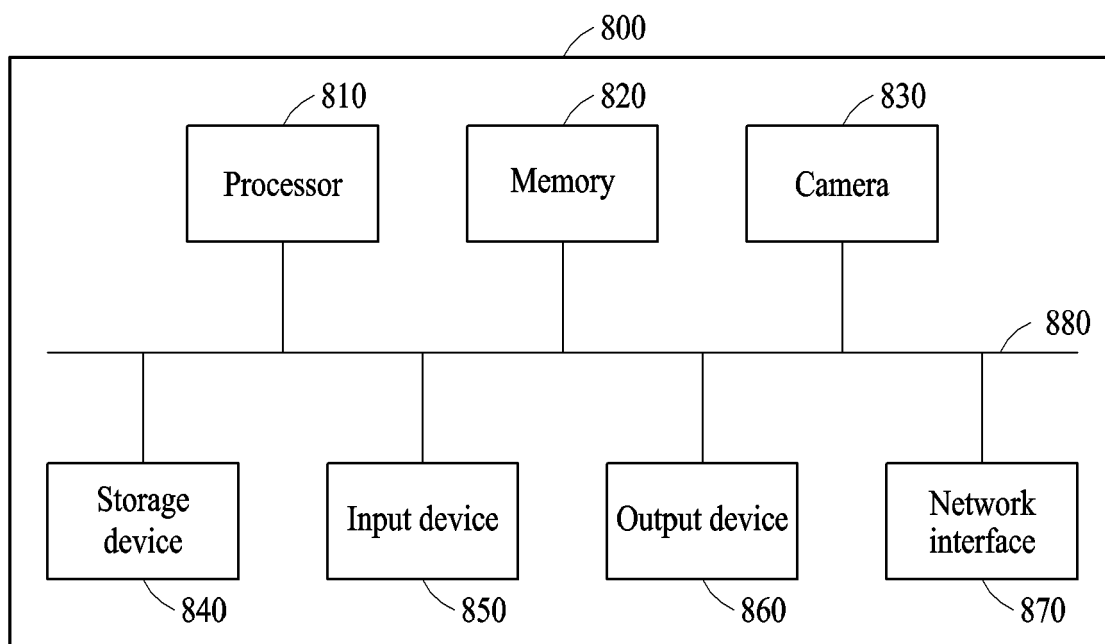 800
810
820
830
Processor
Memory
Camera
880
Storage
device
Input device
Output device
Network
interface
840
850
860
870